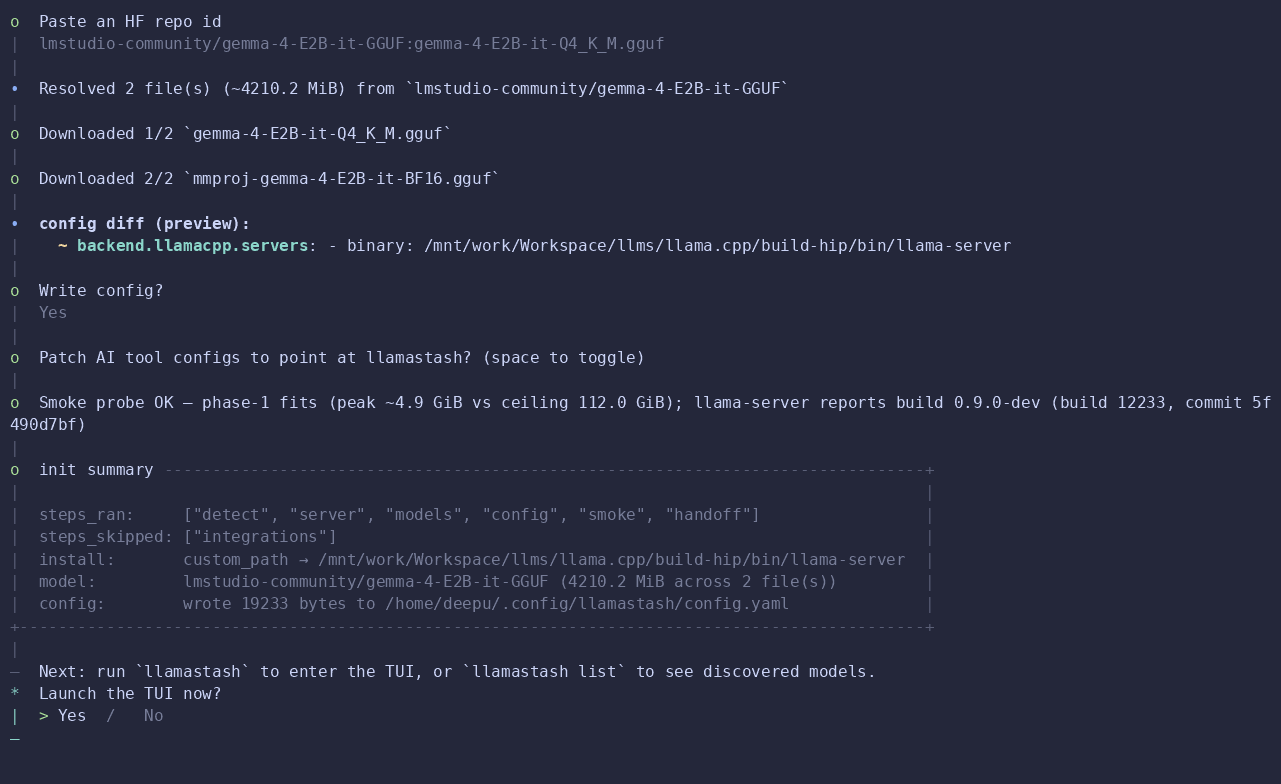 o  Paste an HF repo id
|  lmstudio-community/gemma-4-E2B-it-GGUF:gemma-4-E2B-it-Q4_K_M.gguf
|
•  Resolved 2 file(s) (~4210.2 MiB) from `lmstudio-community/gemma-4-E2B-it-GGUF`
|
o  Downloaded 1/2 `gemma-4-E2B-it-Q4_K_M.gguf`
|
o  Downloaded 2/2 `mmproj-gemma-4-E2B-it-BF16.gguf`
|
•  config diff (preview):
|    ~ backend.llamacpp.servers: - binary: /mnt/work/Workspace/llms/llama.cpp/build-hip/bin/llama-server
|
o  Write config?
|  Yes
|
o  Patch AI tool configs to point at llamastash? (space to toggle)
|
o  Smoke probe OK — phase-1 fits (peak ~4.9 GiB vs ceiling 112.0 GiB); llama-server reports build 0.9.0-dev (build 12233, commit 5f
490d7bf)
|
o  init summary -------------------------------------------------------------------------------+
|                                                                                              |
|  steps_ran:     ["detect", "server", "models", "config", "smoke", "handoff"]                 |
|  steps_skipped: ["integrations"]                                                             |
|  install:       custom_path → /mnt/work/Workspace/llms/llama.cpp/build-hip/bin/llama-server  |
|  model:         lmstudio-community/gemma-4-E2B-it-GGUF (4210.2 MiB across 2 file(s))         |
|  config:        wrote 19233 bytes to /home/deepu/.config/llamastash/config.yaml              |
+----------------------------------------------------------------------------------------------+
|
—  Next: run `llamastash` to enter the TUI, or `llamastash list` to see discovered models.
*  Launch the TUI now?
|  > Yes  /   No
—